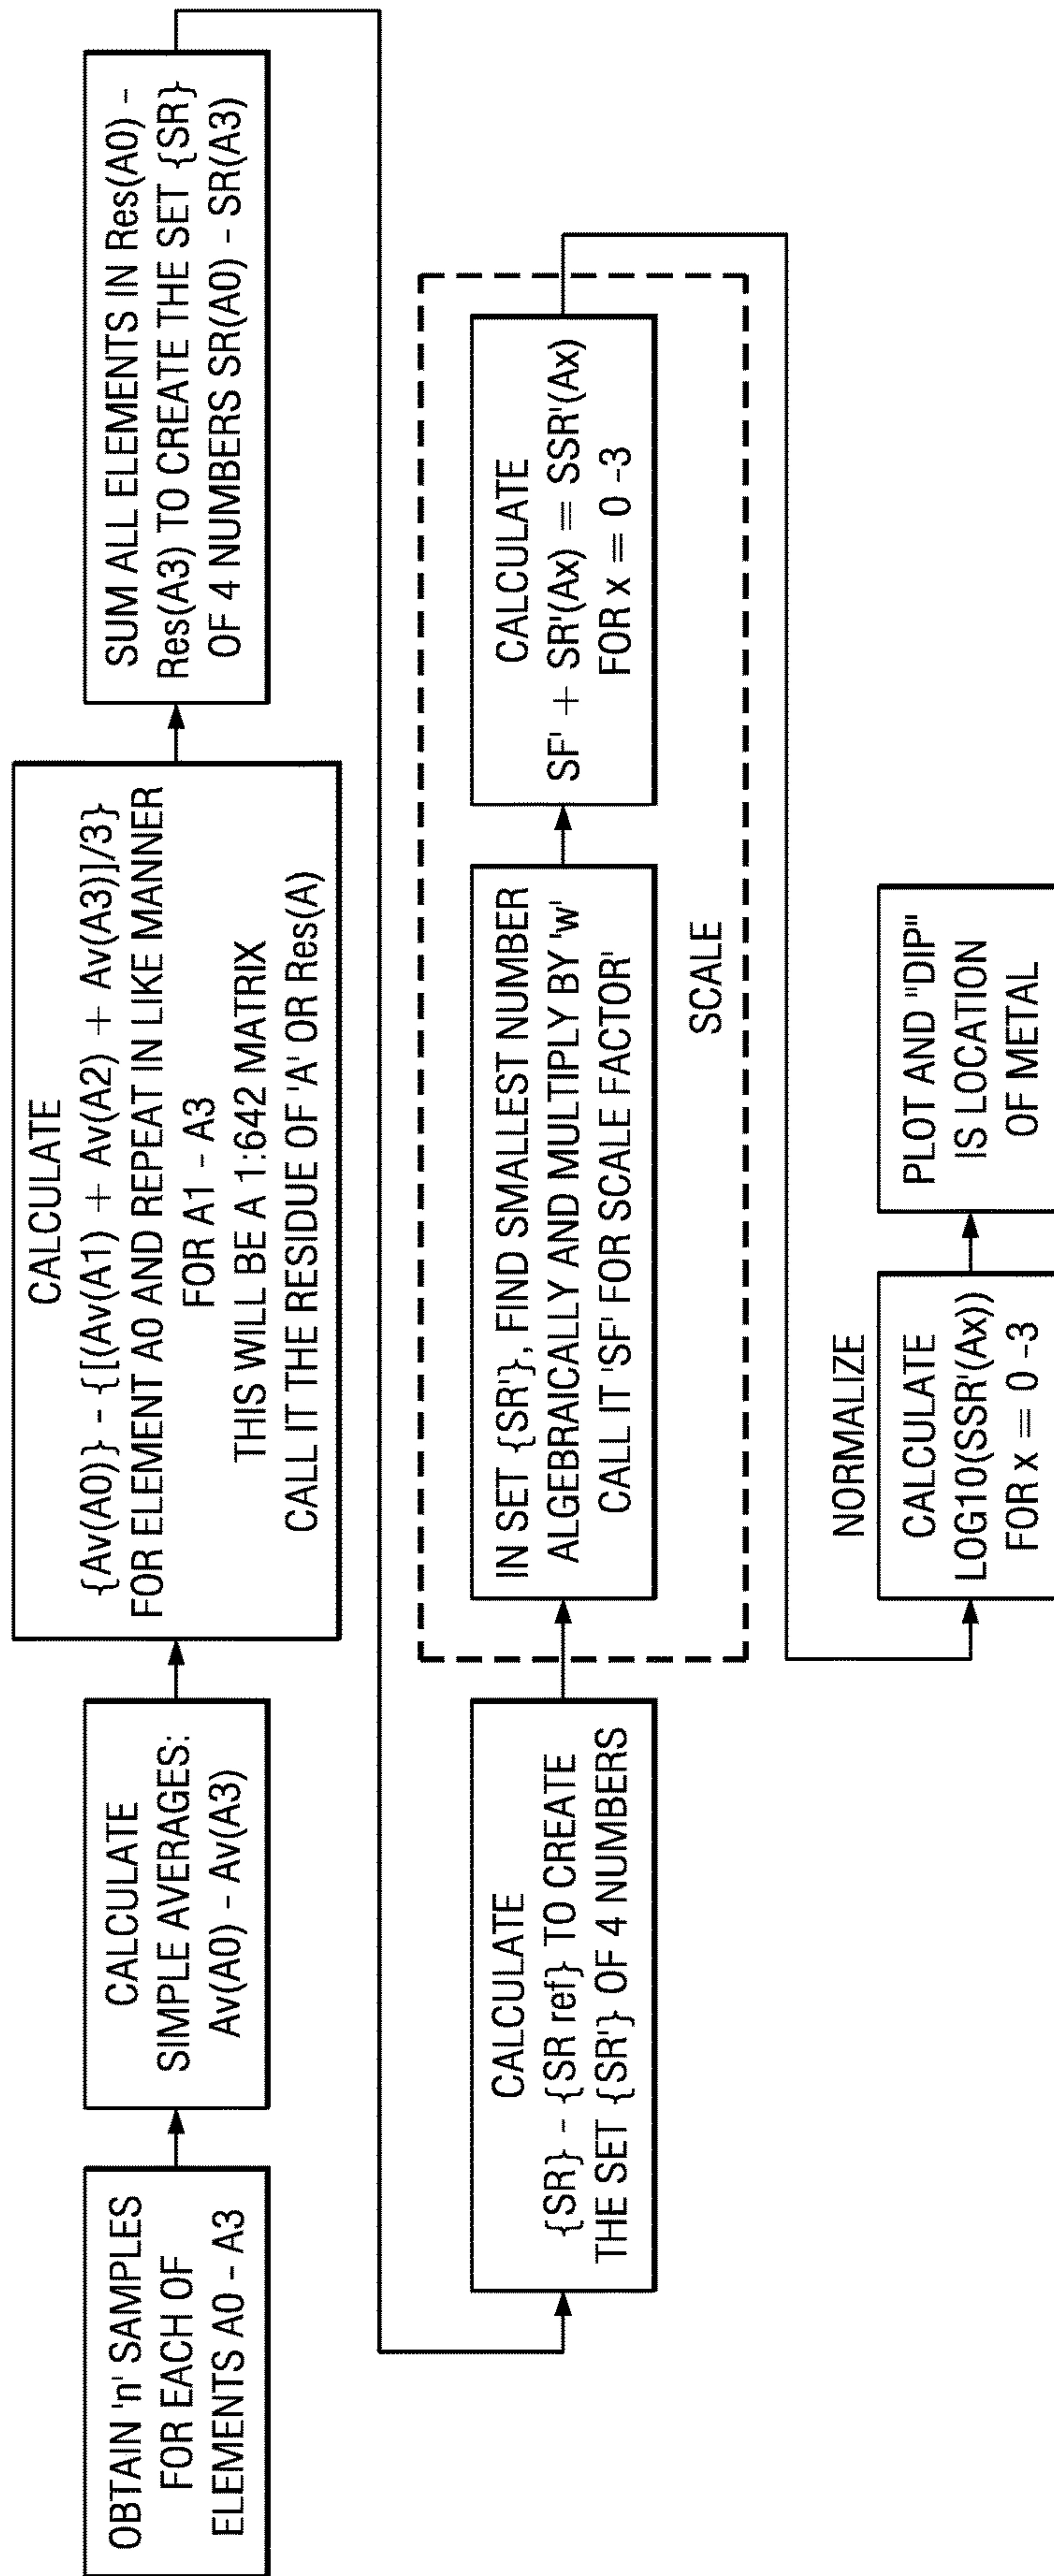 OBTAIN 'n' SAMPLES
FOR EACH OF
ELEMENTS A0 - A3
CALCULATE
SIMPLE AVERAGES:
Av(A0) - Av(A3)
CALCULATE
{Av(A0)} - {[(Av(A1) + Av(A2) + Av(A3)]/3}
FOR ELEMENT A0 AND REPEAT IN LIKE MANNER
FOR A1 - A3
THIS WILL BE A 1:642 MATRIX
CALL IT THE RESIDUE OF 'A' OR Res(A)
SUM ALL ELEMENTS IN Res(A0) -
Res(A3) TO CREATE THE SET {SR}
OF 4 NUMBERS SR(A0) - SR(A3)
CALCULATE
{SR} - {SR ref} TO CREATE
THE SET {SR'} OF 4 NUMBERS
IN SET {SR'}, FIND SMALLEST NUMBER
ALGEBRAICALLY AND MULTIPLY BY 'w'
CALL IT 'SF' FOR SCALE FACTOR'
CALCULATE
SF' + SR'(Ax) = SSR'(Ax)
FOR x = 0 -3
SCALE
NORMALIZE
CALCULATE
LOG10(SSR'(Ax))
FOR x = 0 -3
PLOT AND "DIP"
IS LOCATION
OF METAL